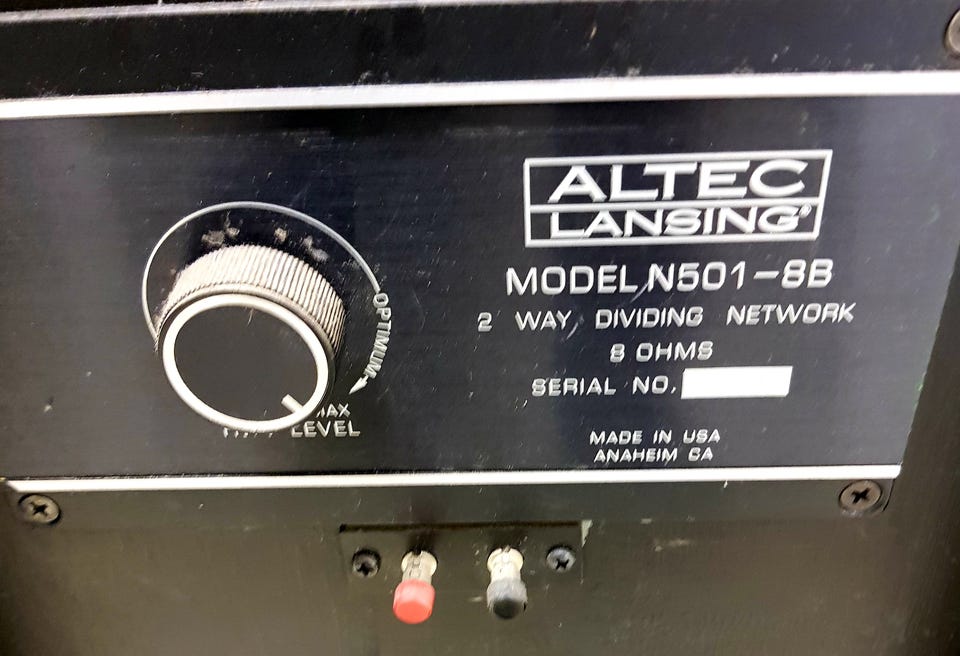 ALTEC
LANSING®
MODEL N501-8B
2 WAY DIVIDING NETWORK
8 OHMS
SERIAL NO.
MADE IN USA
ANAHEIM CA
OPTIMUM
LEVEL